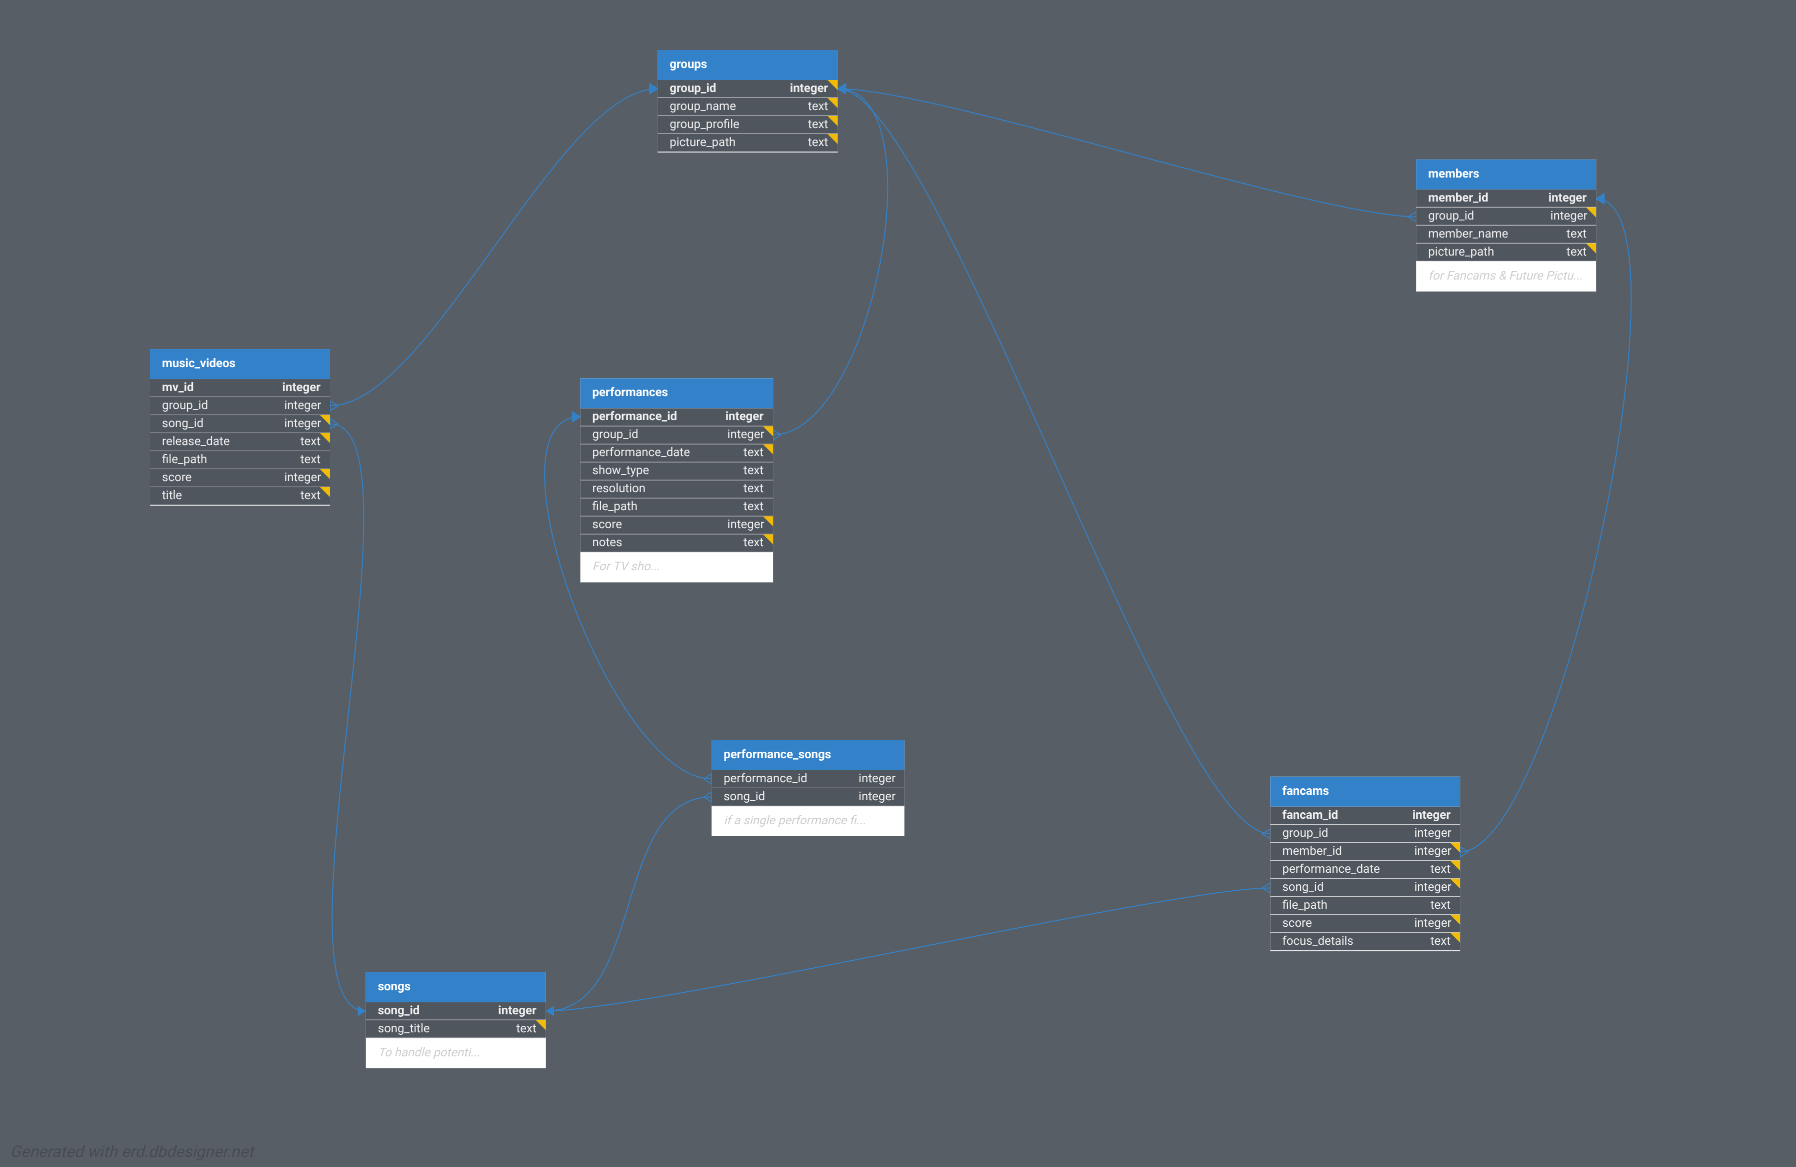 groups
group_id integer
group_name text
group_profile text
picture_path text
members
member_id integer
group_id integer
member_name text
picture_path text
for Fancams & Future Pictu...
music_videos
mv_id integer
group_id integer
song_id integer
release_date text
file_path text
score integer
title text
performances
performance_id integer
group_id integer
performance_date text
show_type text
resolution text
file_path text
score integer
notes text
For TV sho...
performance_songs
performance_id integer
song_id integer
if a single performance fi...
fancams
fancam_id integer
group_id integer
member_id integer
performance_date text
song_id integer
file_path text
score integer
focus_details text
songs
song_id integer
song_title text
To handle potenti...
Generated with erd.dbdesigner.net